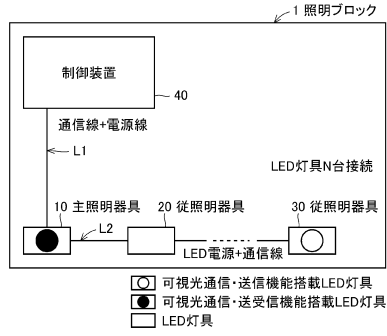 1 照明ブロック
制御装置
40
通信線+電源線
L1
LED灯具N台接続
10 主照明器具
20 従照明器具
30 従照明器具
L2
LED電源+通信線
可視光通信・送信機能搭載LED灯具
可視光通信・送受信機能搭載LED灯具
LED灯具